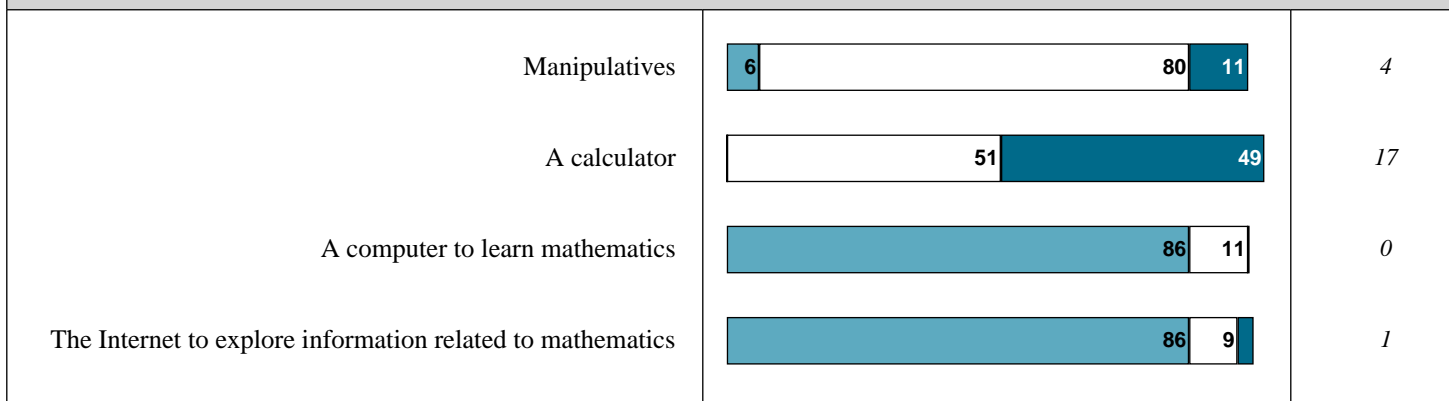 Manipulatives 6 80 11 4
A calculator 51 49 17
A computer to learn mathematics 86 11 0
The Internet to explore information related to mathematics 86 9 1